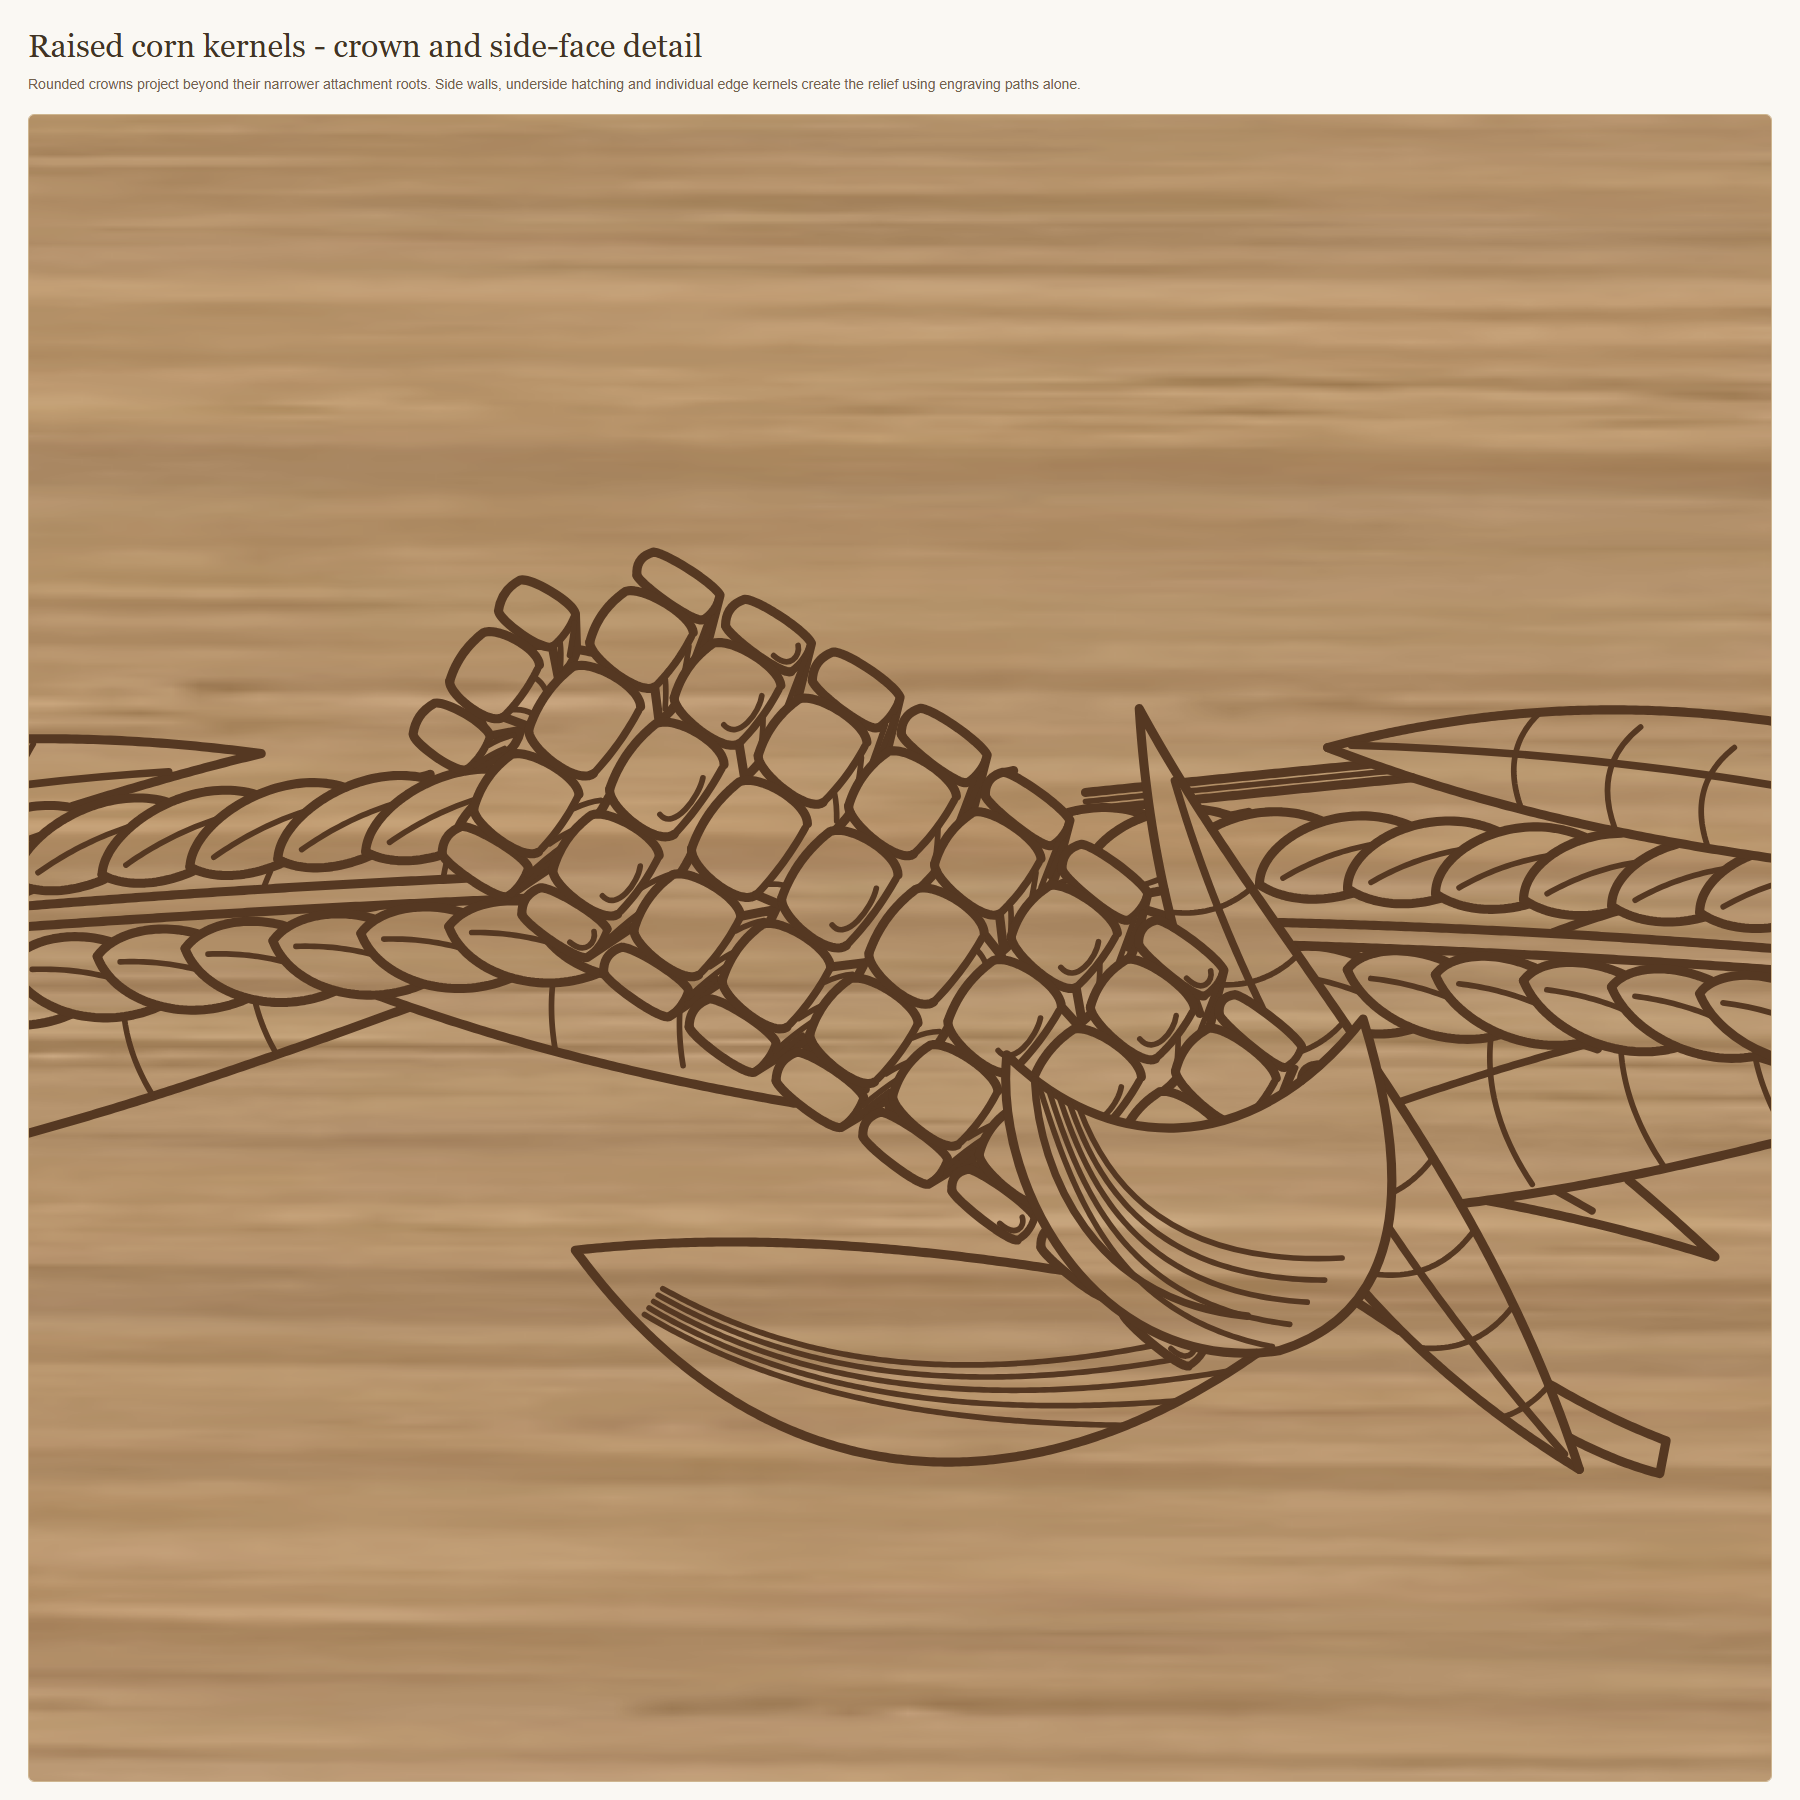 Raised corn kernels - crown and side-face detail
Rounded crowns project beyond their narrower attachment roots. Side walls, underside hatching and individual edge kernels create the relief using engraving paths alone.